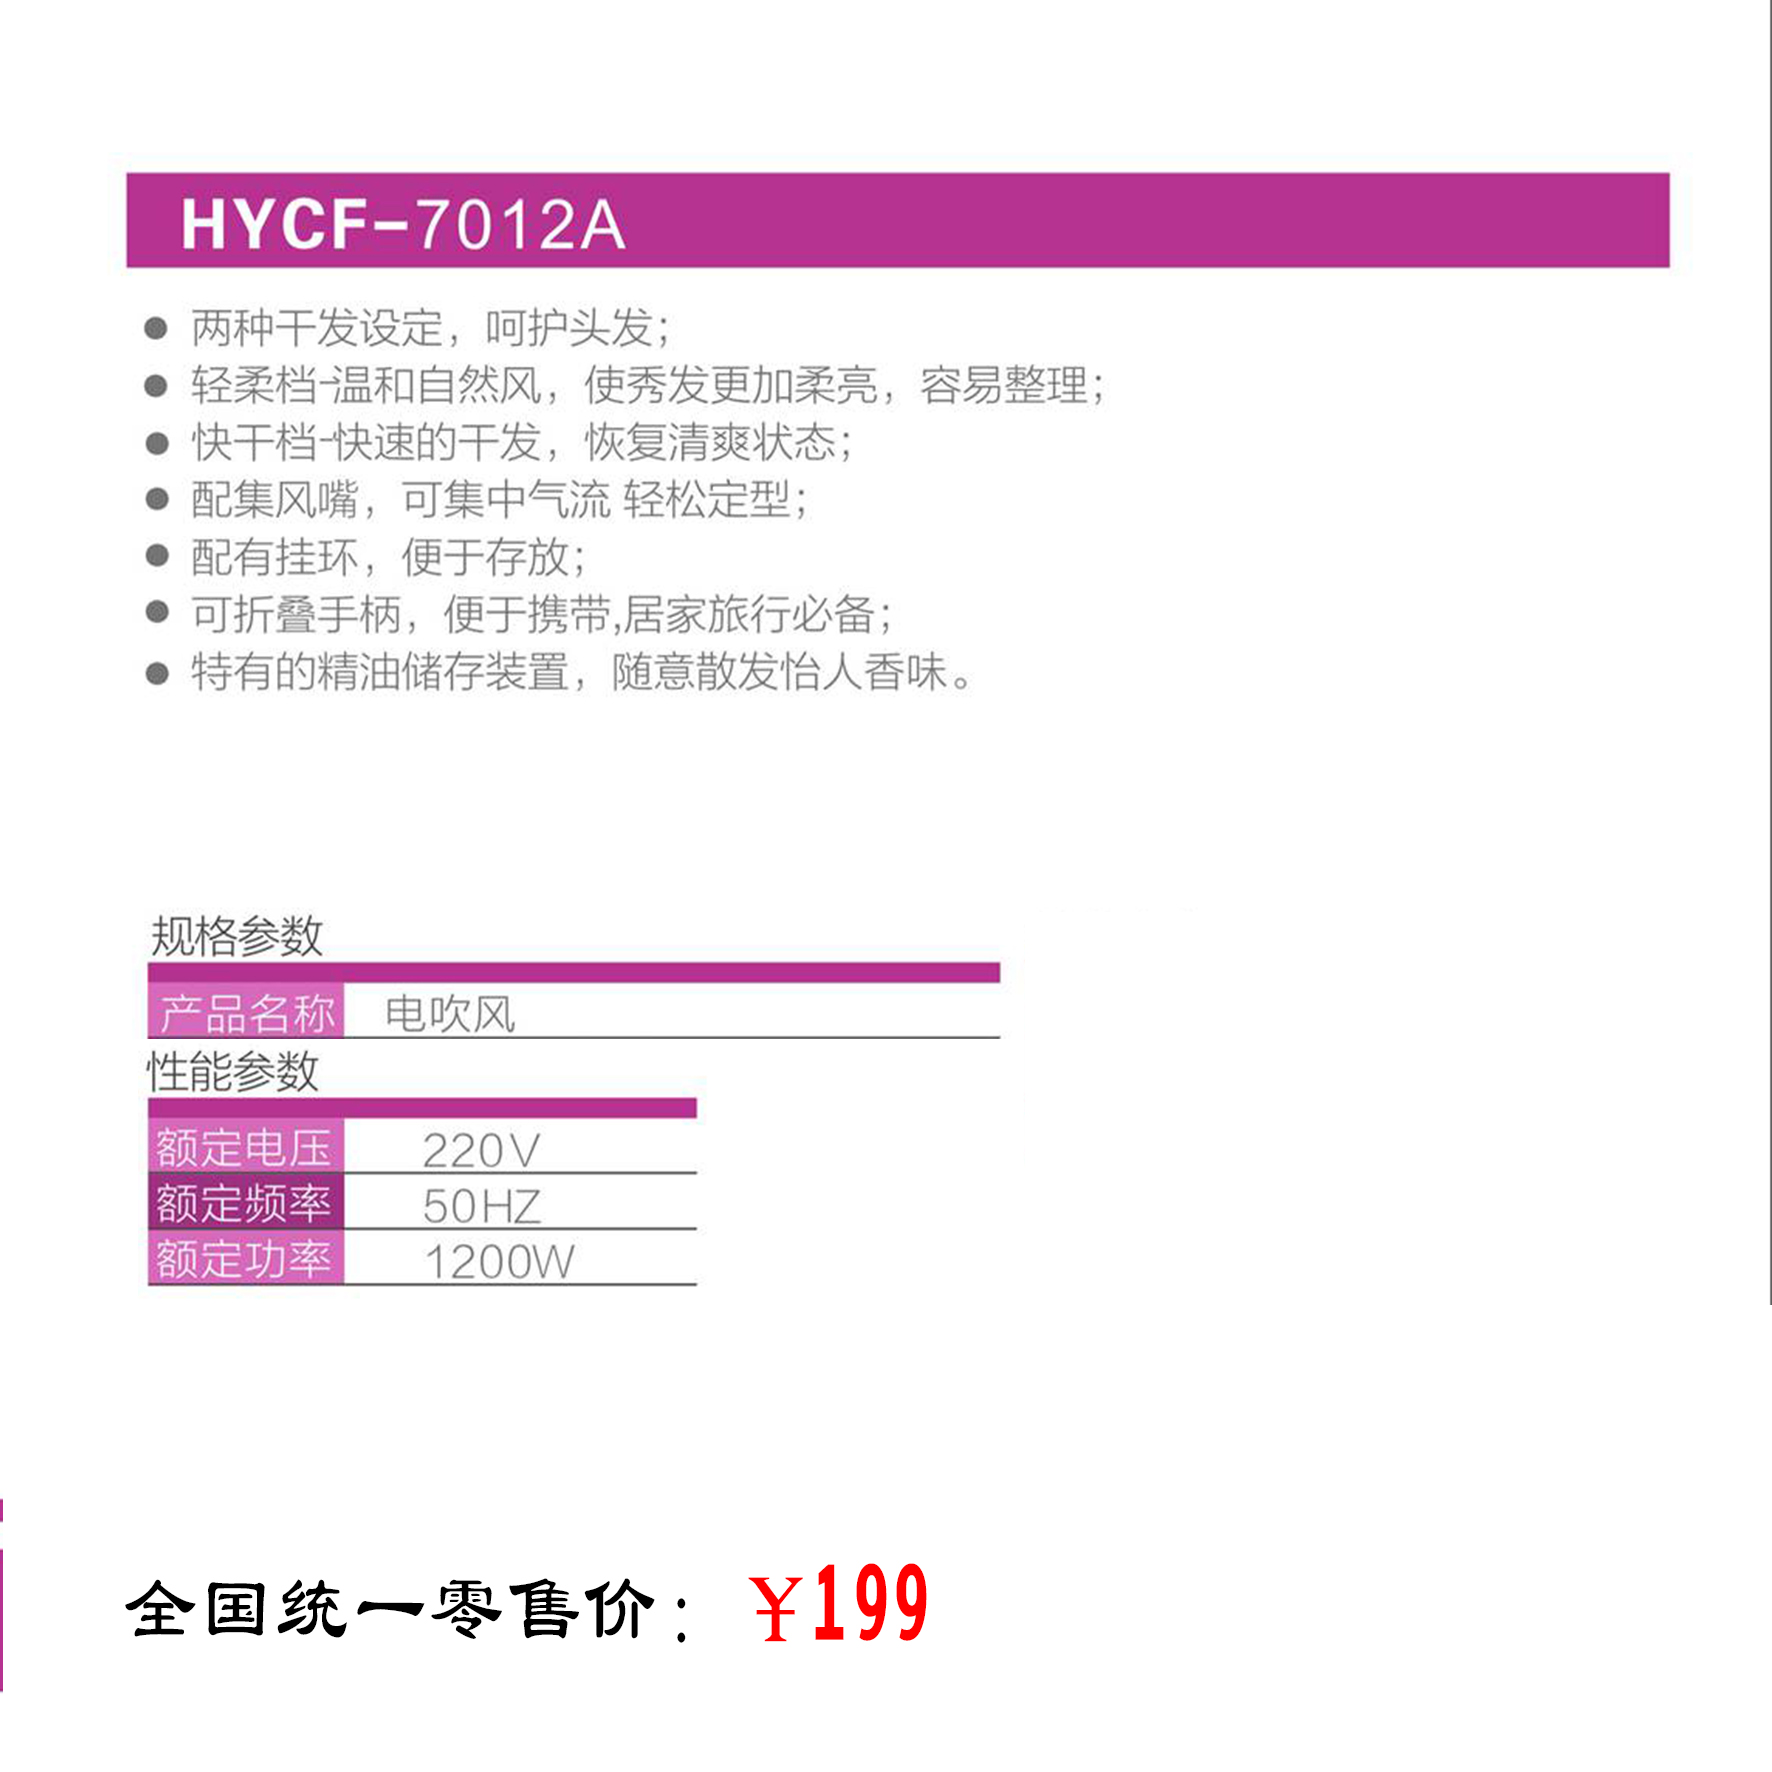 HYCF-7012A
● 两种干发设定，呵护头发；
● 轻柔档-温和自然风，使秀发更加柔亮，容易整理；
● 快干档-快速的干发，恢复清爽状态；
● 配集风嘴，可集中气流 轻松定型；
● 配有挂环，便于存放；
● 可折叠手柄，便于携带,居家旅行必备；
● 特有的精油储存装置，随意散发怡人香味。
规格参数
产品名称 电吹风
性能参数
额定电压 220V
额定频率 50HZ
额定功率 1200W
全国统一零售价：￥199